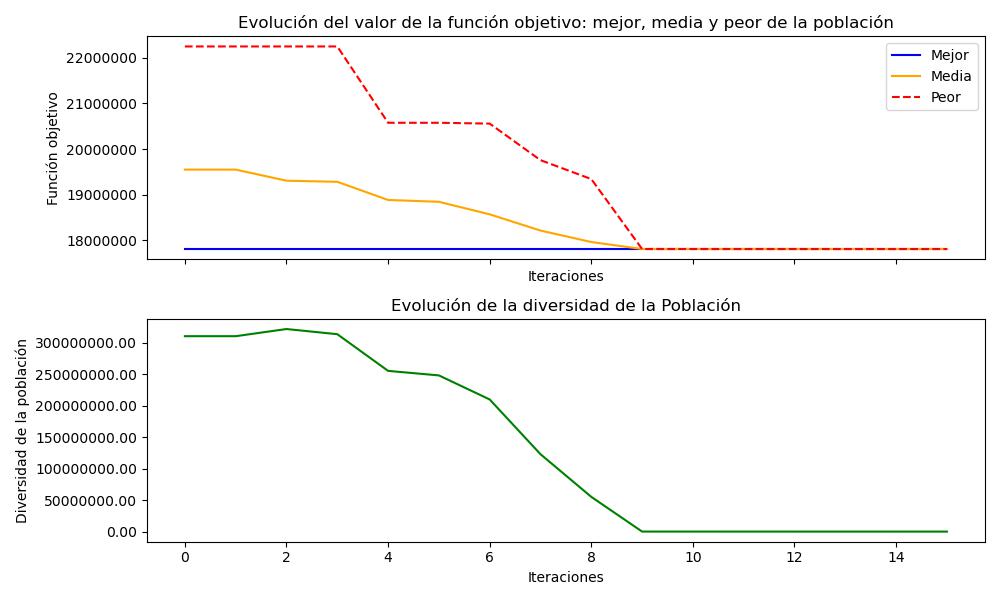 Evolución del valor de la función objetivo: mejor, media y peor de la población
Función objetivo
22000000
21000000
20000000
19000000
18000000
Mejor
Media
Peor
Iteraciones
Evolución de la diversidad de la Población
Diversidad de la población
300000000.00
250000000.00
200000000.00
150000000.00
100000000.00
50000000.00
0.00
0 2 4 6 8 10 12 14
Iteraciones